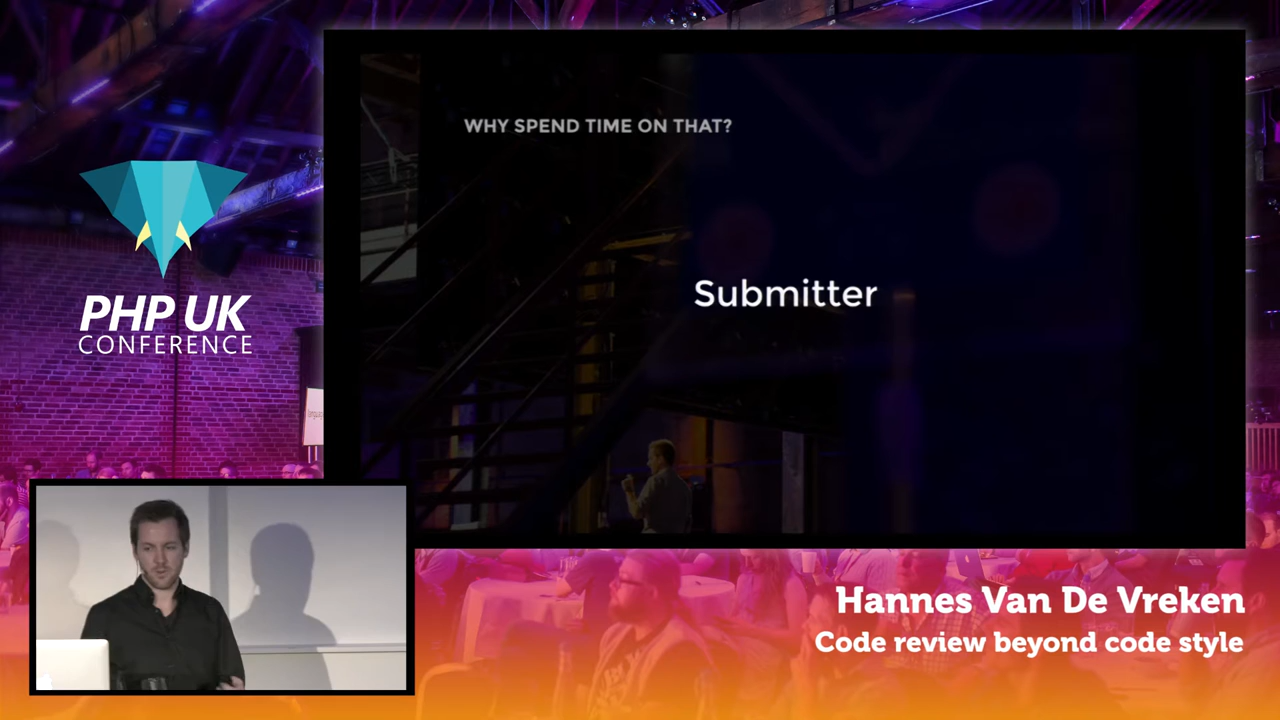 WHY SPEND TIME ON THAT?
Submitter
PHP UK
CONFERENCE
Hannes Van De Vreken
Code review beyond code style